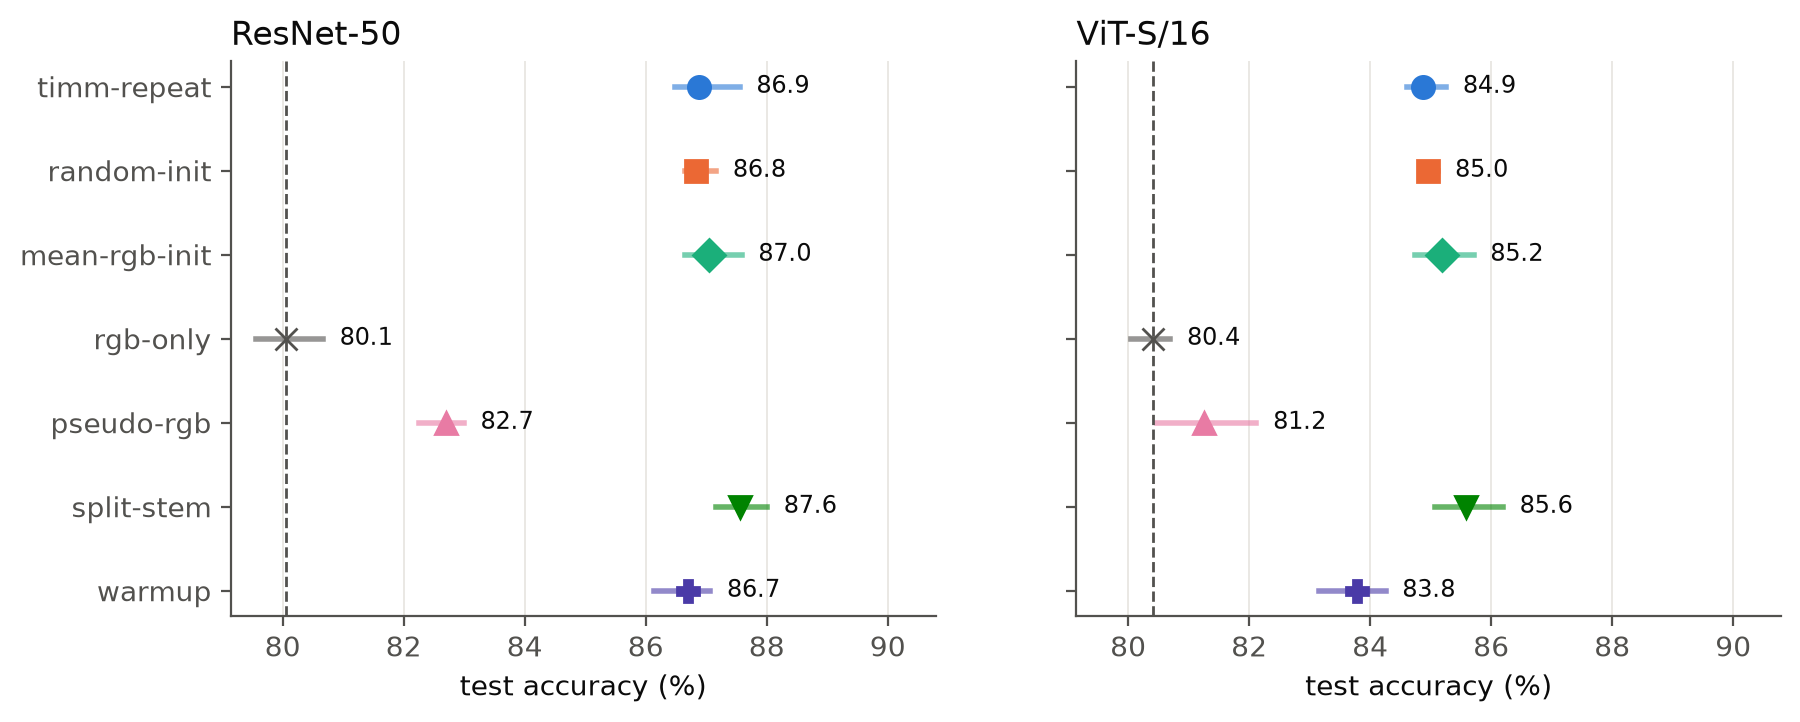 ResNet-50
timm-repeat 86.9
random-init 86.8
mean-rgb-init 87.0
rgb-only 80.1
pseudo-rgb 82.7
split-stem 87.6
warmup 86.7
80 82 84 86 88 90
test accuracy (%)
ViT-S/16
84.9
85.0
85.2
80.4
81.2
85.6
83.8
80 82 84 86 88 90
test accuracy (%)